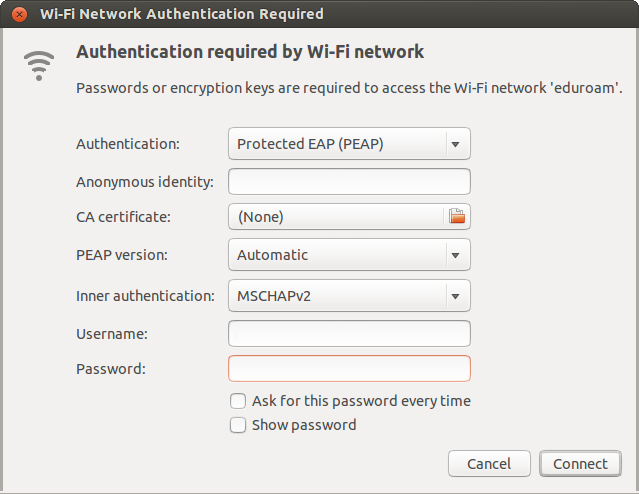 Wi-Fi Network Authentication Required
Authentication required by Wi-Fi network
Passwords or encryption keys are required to access the Wi-Fi network 'eduroam'.
Authentication: Protected EAP (PEAP)
Anonymous identity:
CA certificate: (None)
PEAP version: Automatic
Inner authentication: MSCHAPv2
Username:
Password:
Ask for this password every time
Show password
Cancel Connect